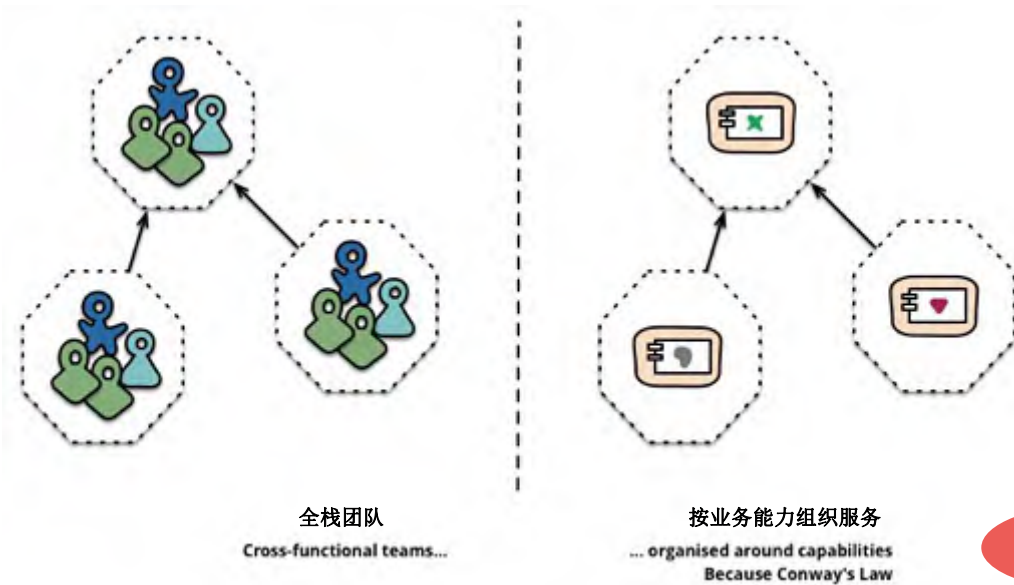 全栈团队
Cross-functional teams...
按业务能力组织服务
... organised around capabilities
Because Conway's Law